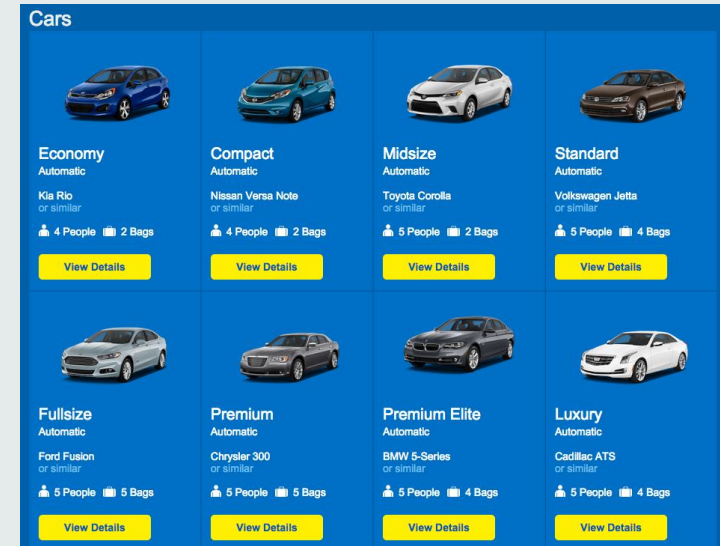 Cars
Economy
Automatic
Kia Rio
or similar
4 People 2 Bags
View Details
Compact
Automatic
Nissan Versa Note
or similar
4 People 2 Bags
View Details
Midsize
Automatic
Toyota Corolla
or similar
5 People 2 Bags
View Details
Standard
Automatic
Volkswagen Jetta
or similar
5 People 4 Bags
View Details
Fullsize
Automatic
Ford Fusion
or similar
5 People 5 Bags
View Details
Premium
Automatic
Chrysler 300
or similar
5 People 5 Bags
View Details
Premium Elite
Automatic
BMW 5-Series
or similar
5 People 4 Bags
View Details
Luxury
Automatic
Cadillac ATS
or similar
5 People 4 Bags
View Details